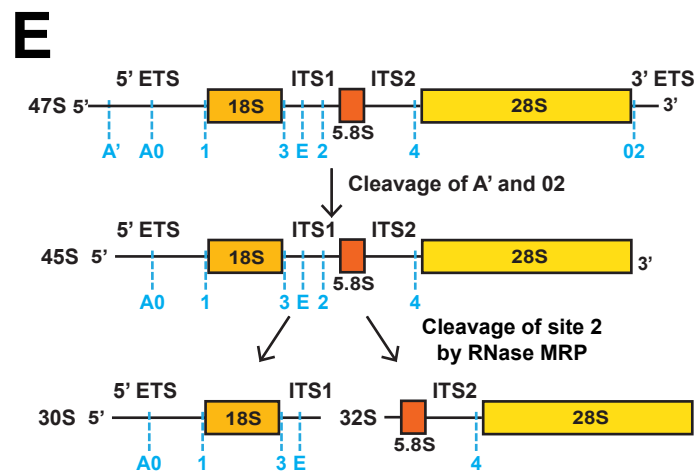 E
5’ ETS ITS1 ITS2 3’ ETS
47S 5’ 18S 28S 3’
5.8S
A’ A0 1 3 E 2 4 02
Cleavage of A’ and 02
5’ ETS ITS1 ITS2
45S 5’ 18S 28S 3’
5.8S
A0 1 3 E 2 4
Cleavage of site 2
by RNase MRP
5’ ETS ITS1 ITS2
30S 5’ 18S 32S 28S
5.8S
A0 1 3 E 4